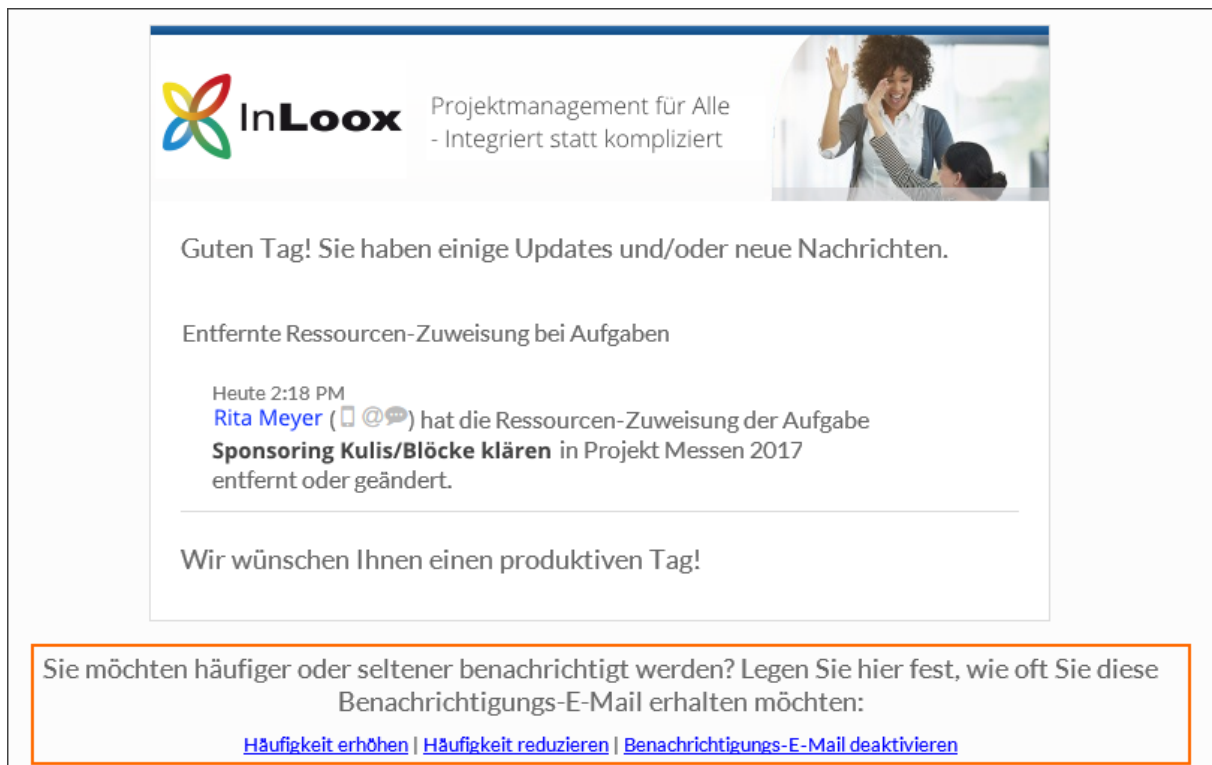 InLoox
Projektmanagement für Alle
- Integriert statt kompliziert
Guten Tag! Sie haben einige Updates und/oder neue Nachrichten.
Entfernte Ressourcen-Zuweisung bei Aufgaben
Heute 2:18 PM
Rita Meyer ( @ ) hat die Ressourcen-Zuweisung der Aufgabe
Sponsoring Kulis/Blöcke klären in Projekt Messen 2017
entfernt oder geändert.
Wir wünschen Ihnen einen produktiven Tag!
Sie möchten häufiger oder seltener benachrichtigt werden? Legen Sie hier fest, wie oft Sie diese
Benachrichtigungs-E-Mail erhalten möchten:
Häufigkeit erhöhen | Häufigkeit reduzieren | Benachrichtigungs-E-Mail deaktivieren